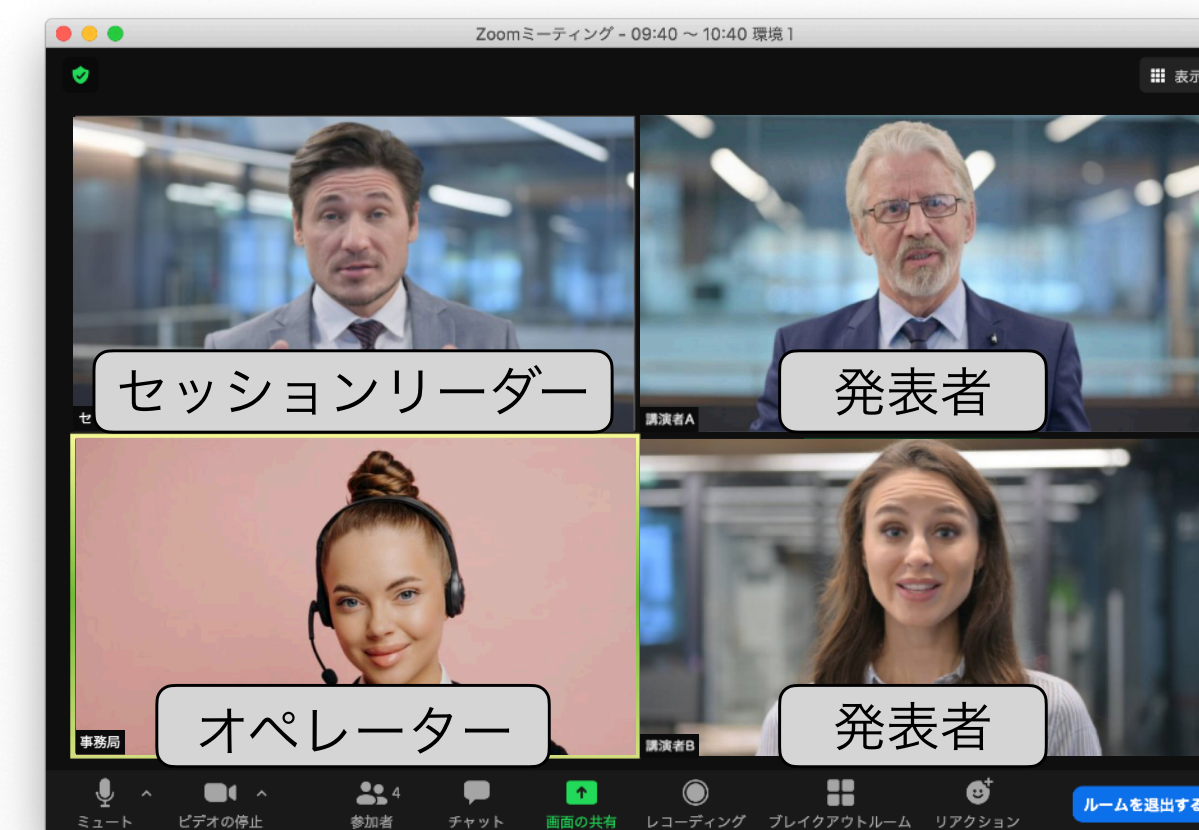 Zoomミーティング - 09:40 ～ 10:40 環境 1
表示
セッションリーダー
発表者
セ
講演者A
オペレーター
発表者
事務局
講演者B
4
ミュート
ビデオの停止
参加者
チャット
画面の共有
レコーディング
ブレイクアウトルーム
リアクション
ルームを退出する